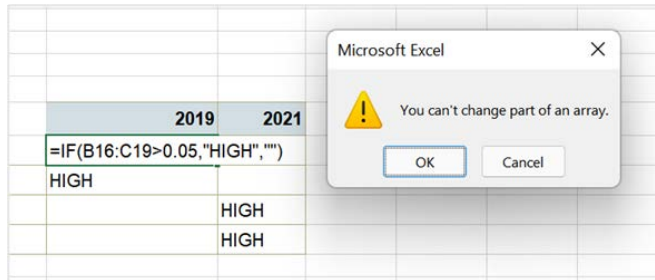 Microsoft Excel
You can't change part of an array.
OK Cancel
2019 2021
=IF(B16:C19>0.05,"HIGH","")
HIGH
HIGH
HIGH